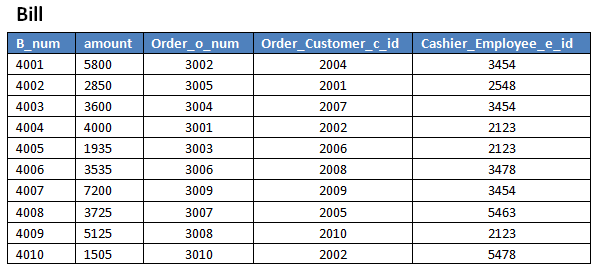 Bill
B_num amount Order_o_num Order_Customer_c_id Cashier_Employee_e_id
4001 5800 3002 2004 3454
4002 2850 3005 2001 2548
4003 3600 3004 2007 3454
4004 4000 3001 2002 2123
4005 1935 3003 2006 2123
4006 3535 3006 2008 3478
4007 7200 3009 2009 3454
4008 3725 3007 2005 5463
4009 5125 3008 2010 2123
4010 1505 3010 2002 5478